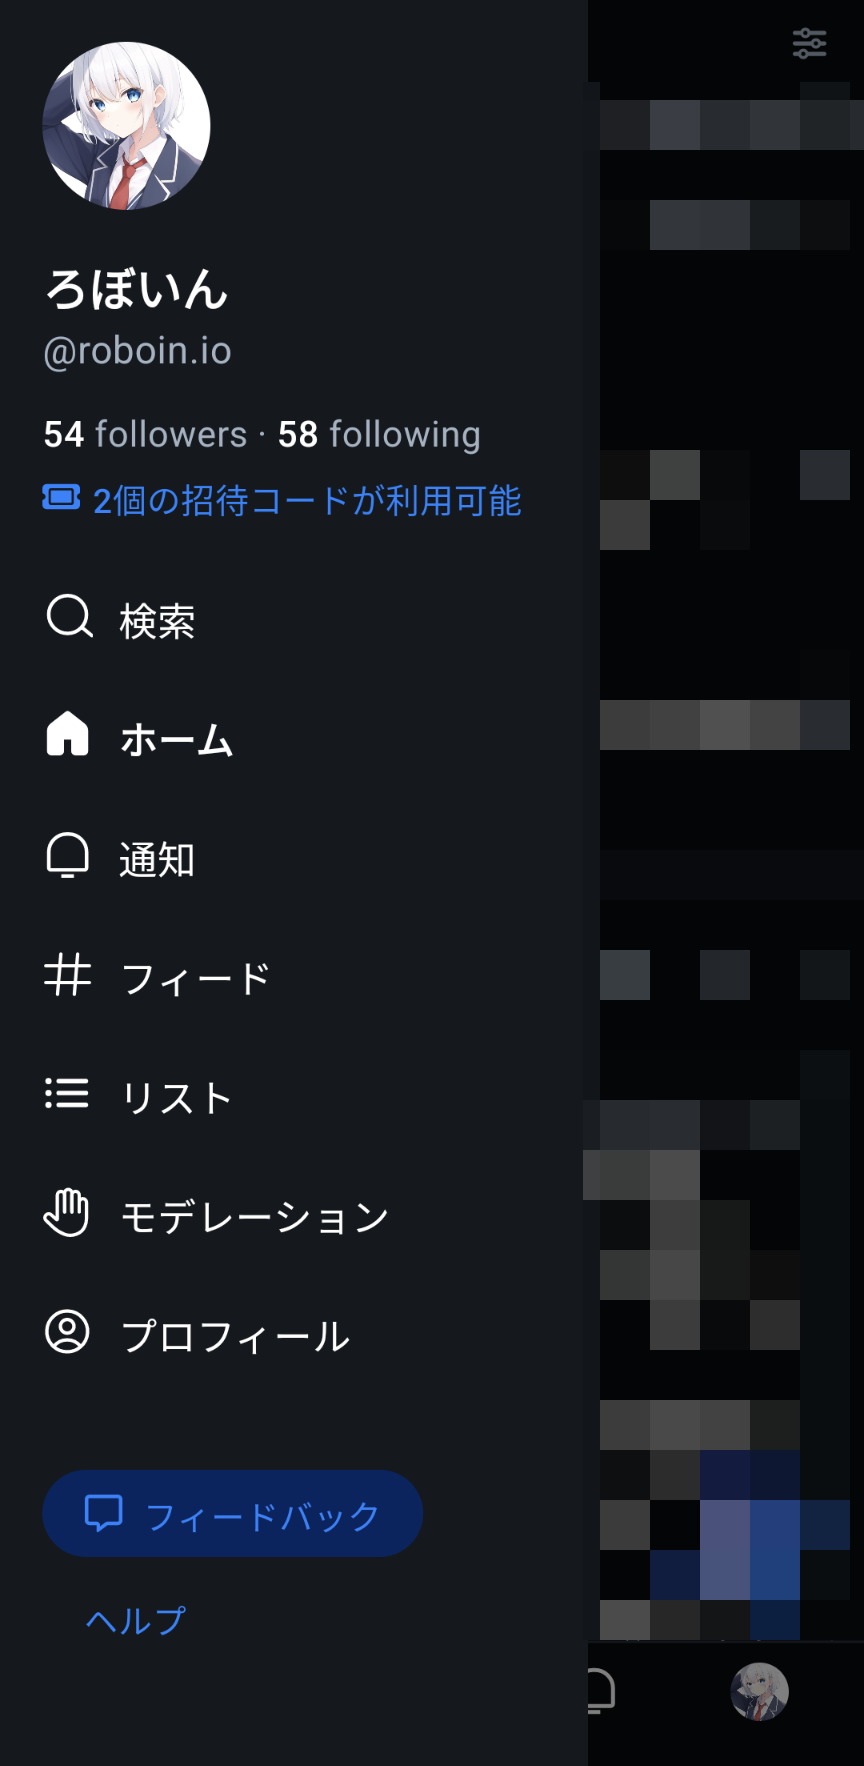 ろぼいん
@roboin.io
54 followers · 58 following
2個の招待コードが利用可能
検索
ホーム
通知
フィード
リスト
モデレーション
プロフィール
フィードバック
ヘルプ